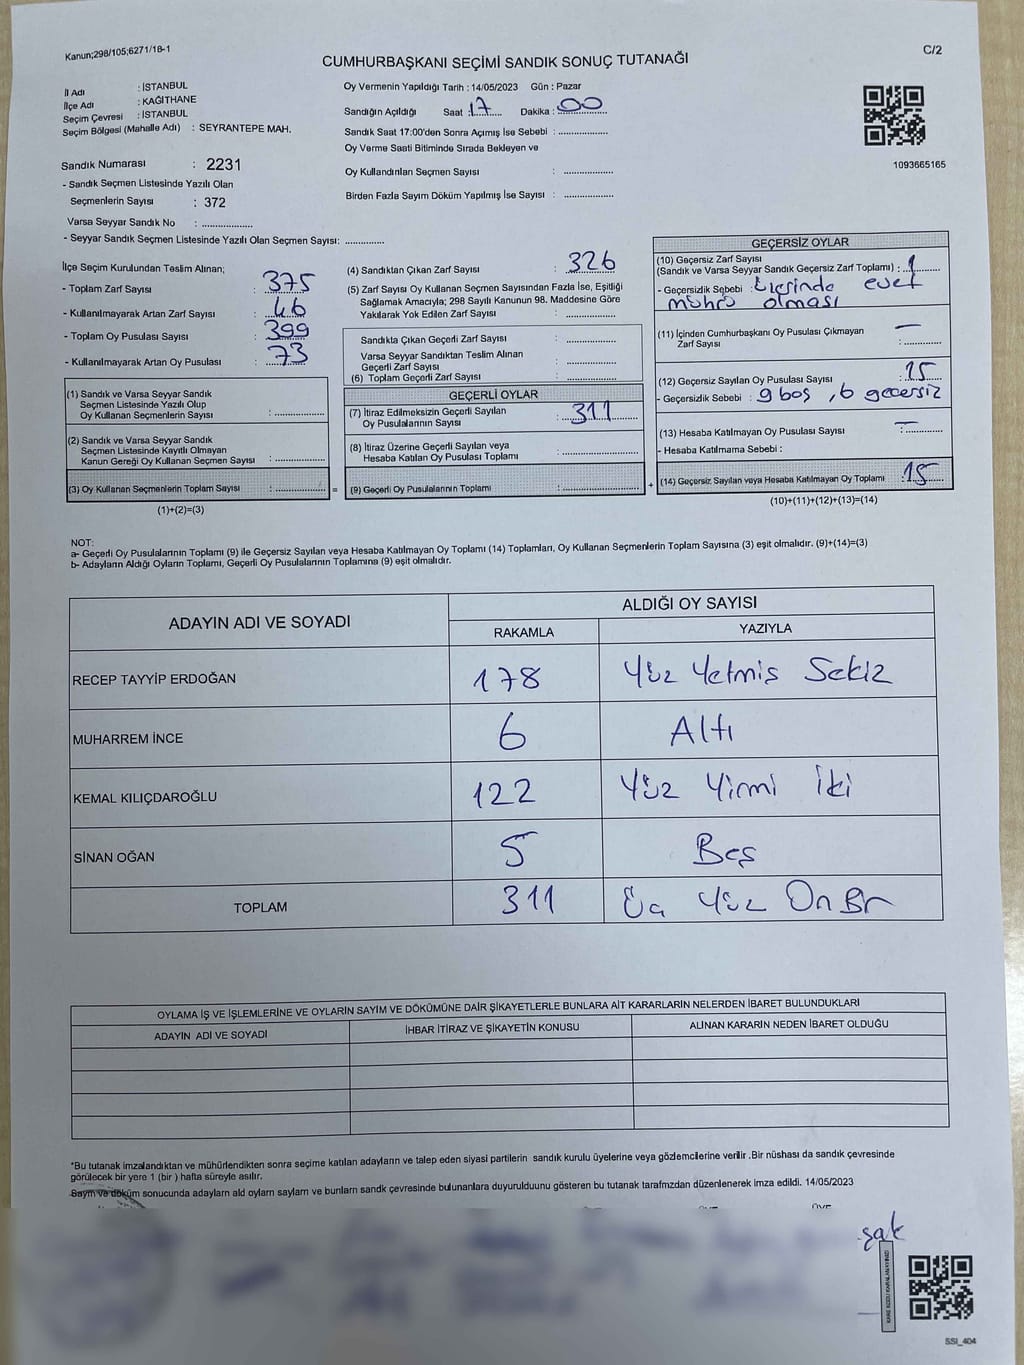 Kanun;298/105;6271/18-1
C/2
CUMHURBAŞKANI SEÇİMİ SANDIK SONUÇ TUTANAĞI
İl Adı : İSTANBUL
İlçe Adı : KAĞITHANE
Seçim Çevresi : İSTANBUL
Seçim Bölgesi (Mahalle Adı) : SEYRANTEPE MAH.
Oy Vermenin Yapıldığı Tarih : 14/05/2023 Gün : Pazar
Sandığın Açıldığı Saat : 17 Dakika : 00
Sandık Saat 17:00'den Sonra Açımış İse Sebebi :
Oy Verme Saati Bitiminde Sırada Bekleyen ve
Oy Kullandırılan Seçmen Sayısı :
Birden Fazla Sayım Döküm Yapılmış İse Sayısı :
1093665165
Sandık Numarası : 2231
- Sandık Seçmen Listesinde Yazılı Olan
Seçmenlerin Sayısı : 372
Varsa Seyyar Sandık No :
- Seyyar Sandık Seçmen Listesinde Yazılı Olan Seçmen Sayısı:
İlçe Seçim Kurulundan Teslim Alınan;
- Toplam Zarf Sayısı : 375
- Kullanılmayarak Artan Zarf Sayısı : 46
- Toplam Oy Pusulası Sayısı : 399
- Kullanılmayarak Artan Oy Pusulası : 73
(1) Sandık ve Varsa Seyyar Sandık
Seçmen Listesinde Yazılı Olup
Oy Kullanan Seçmenlerin Sayısı :
(2) Sandık ve Varsa Seyyar Sandık
Seçmen Listesinde Kayıtlı Olmayan
Kanun Gereği Oy Kullanan Seçmen Sayısı :
(3) Oy Kullanan Seçmenlerin Toplam Sayısı : =
(1)+(2)=(3)
(4) Sandıktan Çıkan Zarf Sayısı : 326
(5) Zarf Sayısı Oy Kullanan Seçmen Sayısından Fazla İse, Eşitliği
Sağlamak Amacıyla; 298 Sayılı Kanunun 98. Maddesine Göre
Yakılarak Yok Edilen Zarf Sayısı :
Sandıkta Çıkan Geçerli Zarf Sayısı :
Varsa Seyyar Sandıktan Teslim Alınan
Geçerli Zarf Sayısı :
(6) Toplam Geçerli Zarf Sayısı :
GEÇERLİ OYLAR
(7) İtiraz Edilmeksizin Geçerli Sayılan
Oy Pusulalarının Sayısı : 311
(8) İtiraz Üzerine Geçerli Sayılan veya
Hesaba Katılan Oy Pusulası Toplamı :
(9) Geçerli Oy Pusulalarının Toplamı : +
GEÇERSİZ OYLAR
(10) Geçersiz Zarf Sayısı
(Sandık ve Varsa Seyyar Sandık Geçersiz Zarf Toplamı) : 1
- Geçersizlik Sebebi : Üzerinde evet
mührü olması
(11) İçinden Cumhurbaşkanı Oy Pusulası Çıkmayan
Zarf Sayısı : —
(12) Geçersiz Sayılan Oy Pusulası Sayısı : 15
- Geçersizlik Sebebi : 9 boş , 6 geçersiz
(13) Hesaba Katılmayan Oy Pusulası Sayısı : —
- Hesaba Katılmama Sebebi :
(14) Geçersiz Sayılan veya Hesaba Katılmayan Oy Toplamı : 15
(10)+(11)+(12)+(13)=(14)
NOT:
a- Geçerli Oy Pusulalarının Toplamı (9) ile Geçersiz Sayılan veya Hesaba Katılmayan Oy Toplamı (14) Toplamları, Oy Kullanan Seçmenlerin Toplam Sayısına (3) eşit olmalıdır. (9)+(14)=(3)
b- Adayların Aldığı Oyların Toplamı, Geçerli Oy Pusulalarının Toplamına (9) eşit olmalıdır.
ADAYIN ADI VE SOYADI
ALDIĞI OY SAYISI
RAKAMLA YAZIYLA
RECEP TAYYİP ERDOĞAN 178 Yüz Yetmiş Sekiz
MUHARREM İNCE 6 Altı
KEMAL KILIÇDAROĞLU 122 Yüz Yirmi İki
SİNAN OĞAN 5 Beş
TOPLAM 311 Üç Yüz On Bir
OYLAMA İŞ VE İŞLEMLERİNE VE OYLARIN SAYIM VE DÖKÜMÜNE DAİR ŞİKAYETLERLE BUNLARA AİT KARARLARIN NELERDEN İBARET BULUNDUKLARI
ADAYIN ADI VE SOYADI İHBAR İTİRAZ VE ŞİKAYETİN KONUSU ALINAN KARARIN NEDEN İBARET OLDUĞU
*Bu tutanak imzalandıktan ve mühürlendikten sonra seçime katılan adayların ve talep eden siyasi partilerin sandık kurulu üyelerine veya gözlemcilerine verilir .Bir nüshası da sandık çevresinde
görülecek bir yere 1 (bir ) hafta süreyle asılır.
Sayım ve döküm sonucunda adayların ald oyların sayları ve bunların sandk çevresinde bulunanlara duyurulduunu gösteren bu tutanak tarafmzdan düzenlenerek imza edildi. 14/05/2023
ÜYE
SSI_404